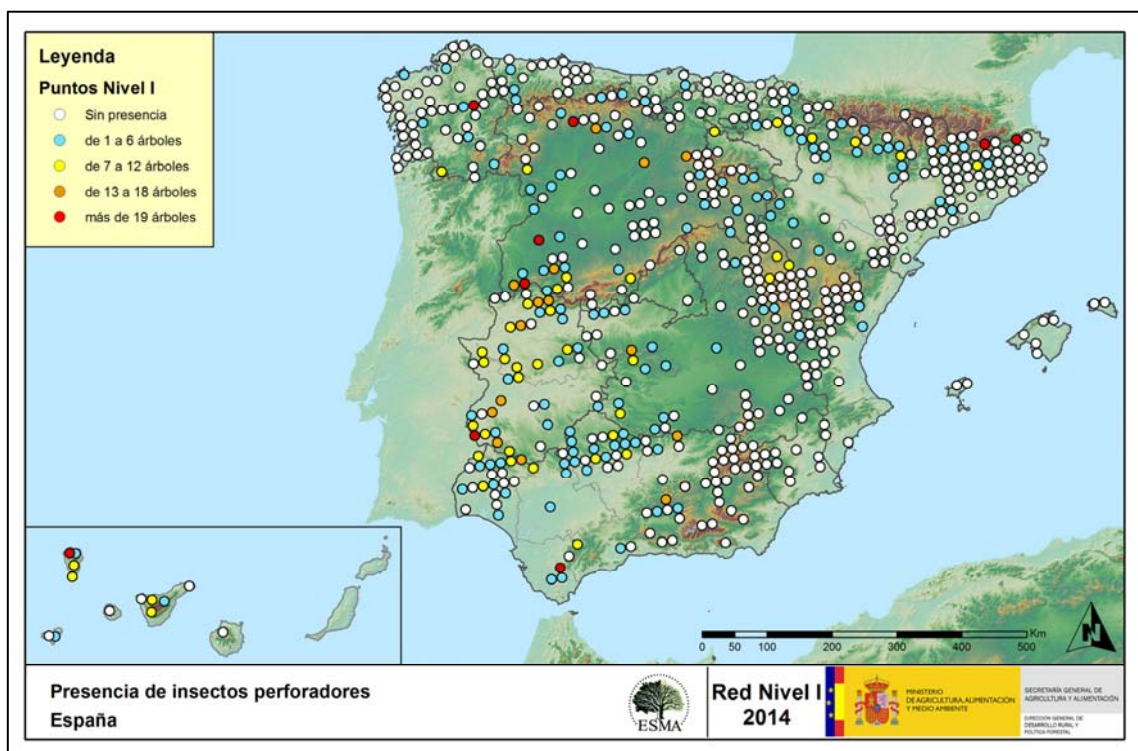 Leyenda
Puntos Nivel I
Sin presencia
de 1 a 6 árboles
de 7 a 12 árboles
de 13 a 18 árboles
más de 19 árboles
Km
0 50 100 200 300 400 500
N
Presencia de insectos perforadores
España
ESMA
Red Nivel I
2014
MINISTERIO
DE AGRICULTURA, ALIMENTACIÓN
Y MEDIO AMBIENTE
SECRETARÍA GENERAL DE
AGRICULTURA Y ALIMENTACIÓN
DIRECCIÓN GENERAL DE
DESARROLLO RURAL Y
POLÍTICA FORESTAL